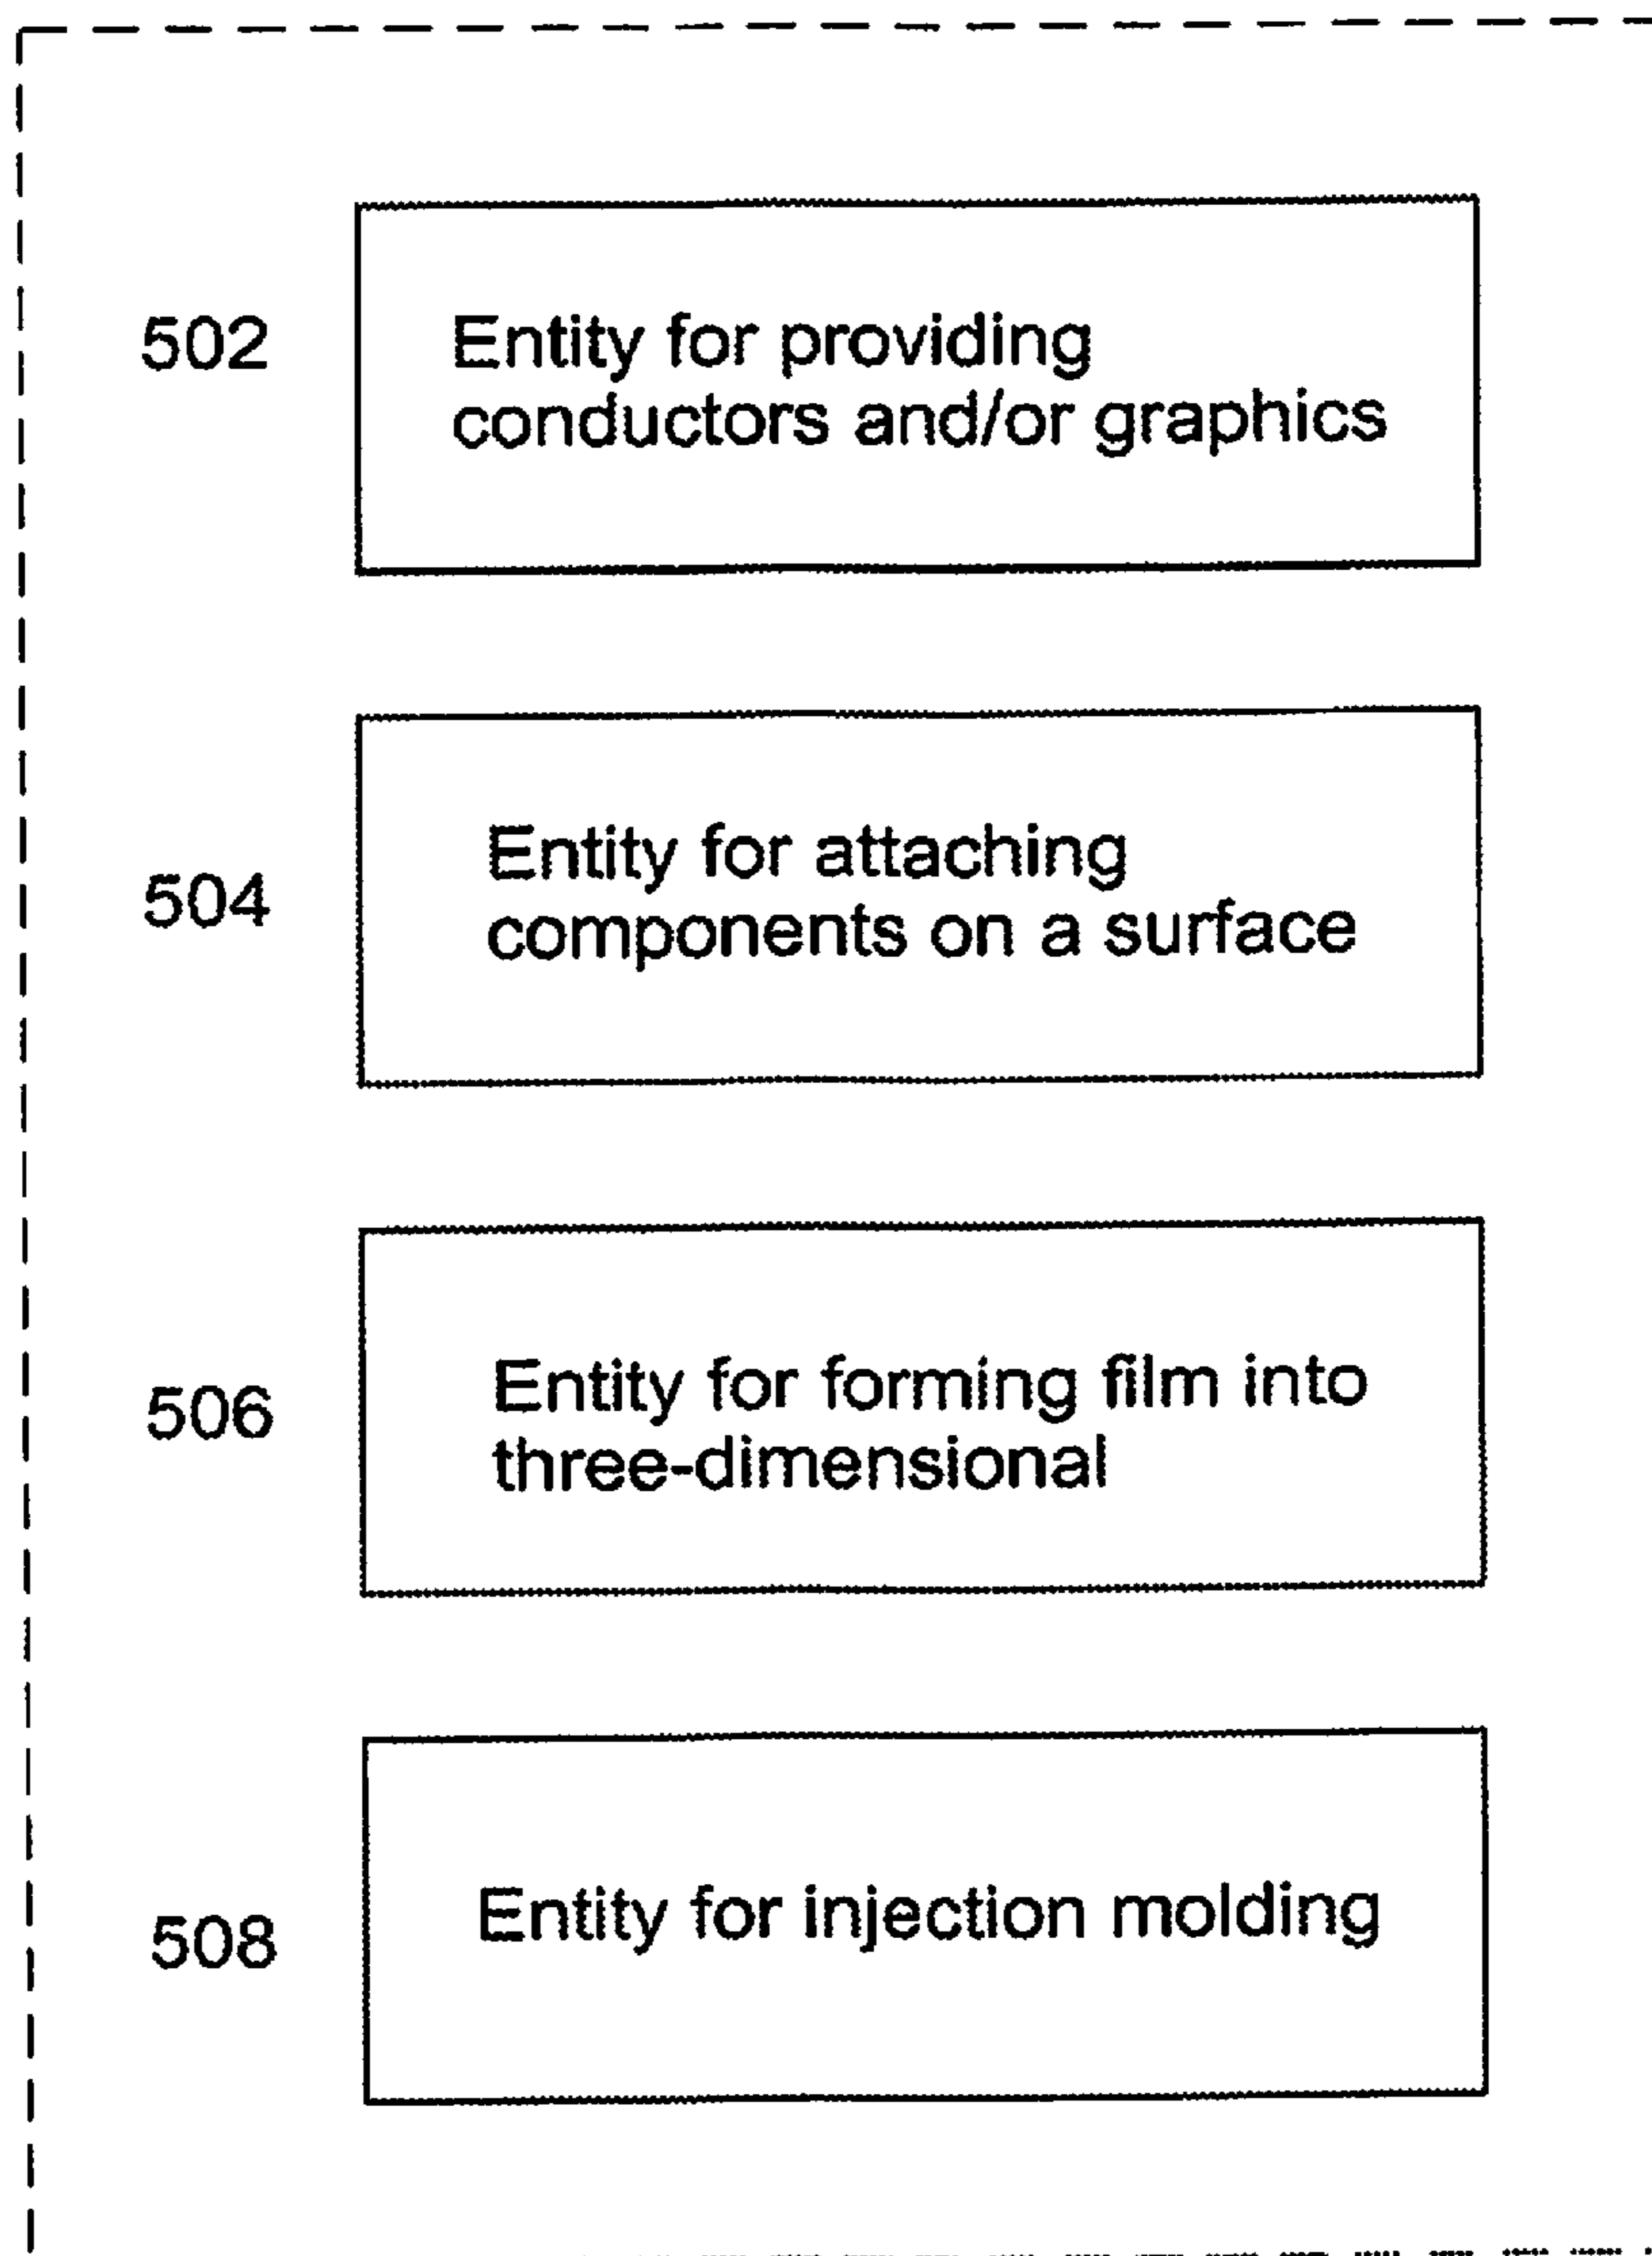 502
Entity for providing
conductors and/or graphics
504
Entity for attaching
components on a surface
506
Entity for forming film into
three-dimensional
508
Entity for injection molding